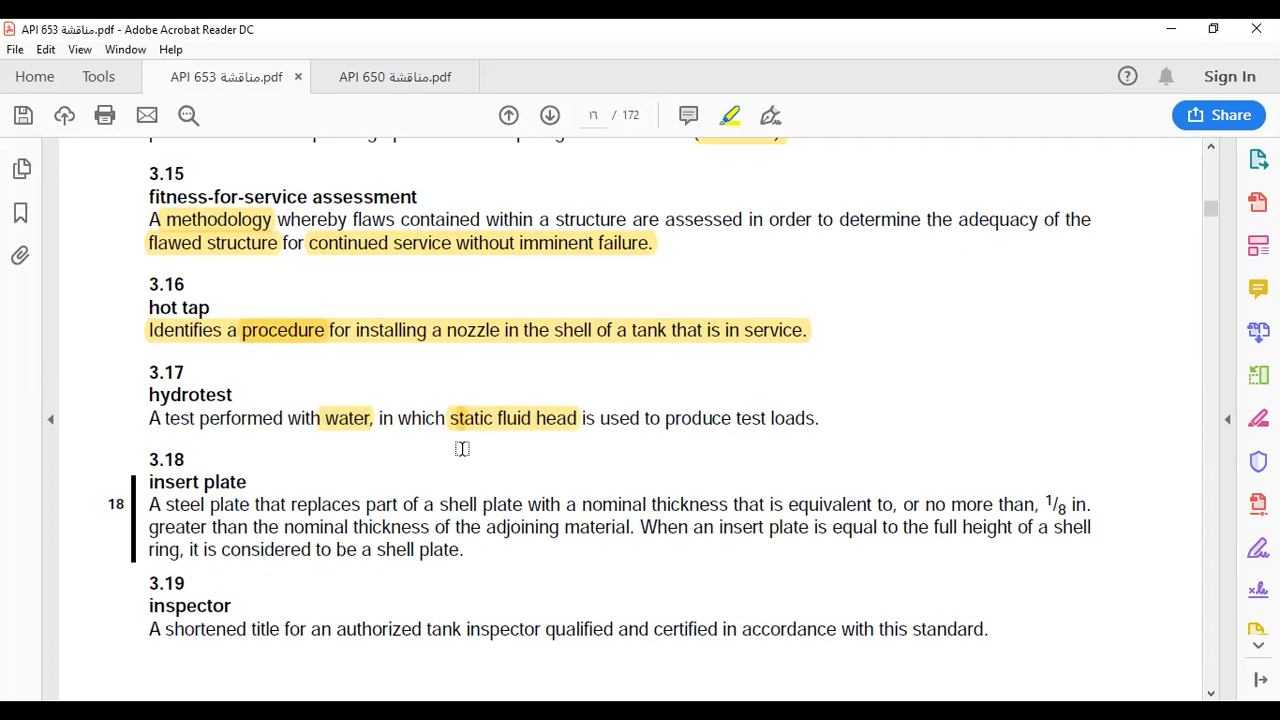 API 653 مناقشة.pdf - Adobe Acrobat Reader DC
File Edit View Window Help
Home Tools API 653 مناقشة.pdf × API 650 مناقشة.pdf Sign In
١٦ / 172 Share
3.15
fitness-for-service assessment
A methodology whereby flaws contained within a structure are assessed in order to determine the adequacy of the
flawed structure for continued service without imminent failure.
3.16
hot tap
Identifies a procedure for installing a nozzle in the shell of a tank that is in service.
3.17
hydrotest
A test performed with water, in which static fluid head is used to produce test loads.
3.18
insert plate
18 A steel plate that replaces part of a shell plate with a nominal thickness that is equivalent to, or no more than, 1/8 in.
greater than the nominal thickness of the adjoining material. When an insert plate is equal to the full height of a shell
ring, it is considered to be a shell plate.
3.19
inspector
A shortened title for an authorized tank inspector qualified and certified in accordance with this standard.